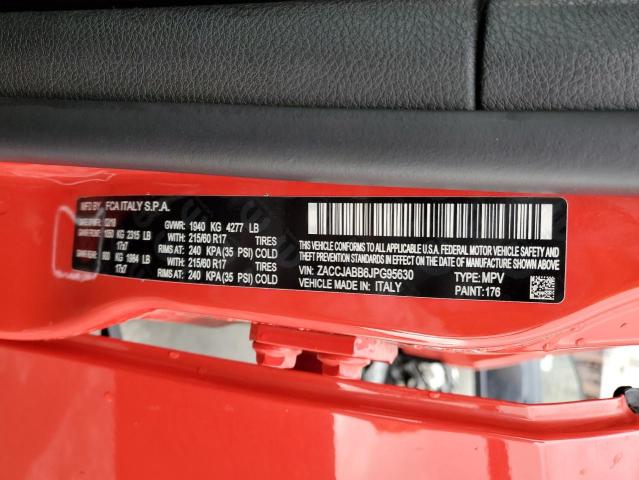 MFD BY: FCA ITALY S.P.A.
GVWR: 1940 KG 4277 LB
KG 2315 LB WITH: 215/60 R17 TIRES
17x7 RIMS AT: 240 KPA(35 PSI) COLD
KG 1984 LB WITH: 215/60 R17 TIRES
17x7 RIMS AT: 240 KPA(35 PSI) COLD
THIS VEHICLE CONFORMS TO ALL APPLICABLE U.S.A. FEDERAL MOTOR VEHICLE SAFETY,
BUMPER, AND THEFT PREVENTION STANDARDS IN EFFECT ON THE DATE OF MANUFACTURE SHOWN ABOVE.
VIN: ZACCJABB6JPG95630 TYPE: MPV
VEHICLE MADE IN: ITALY PAINT: 176